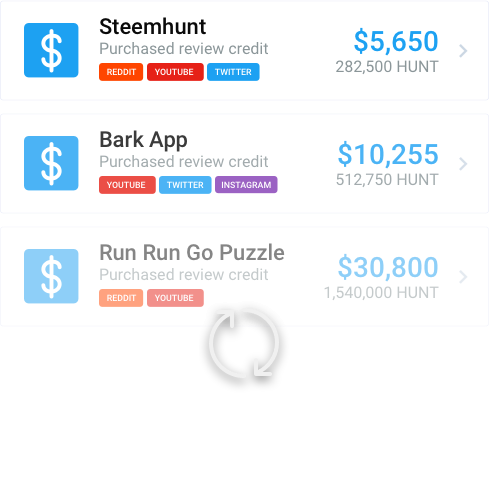 Steemhunt
Purchased review credit
REDDIT YOUTUBE TWITTER
$5,650
282,500 HUNT
Bark App
Purchased review credit
YOUTUBE TWITTER INSTAGRAM
$10,255
512,750 HUNT
Run Run Go Puzzle
Purchased review credit
REDDIT YOUTUBE
$30,800
1,540,000 HUNT